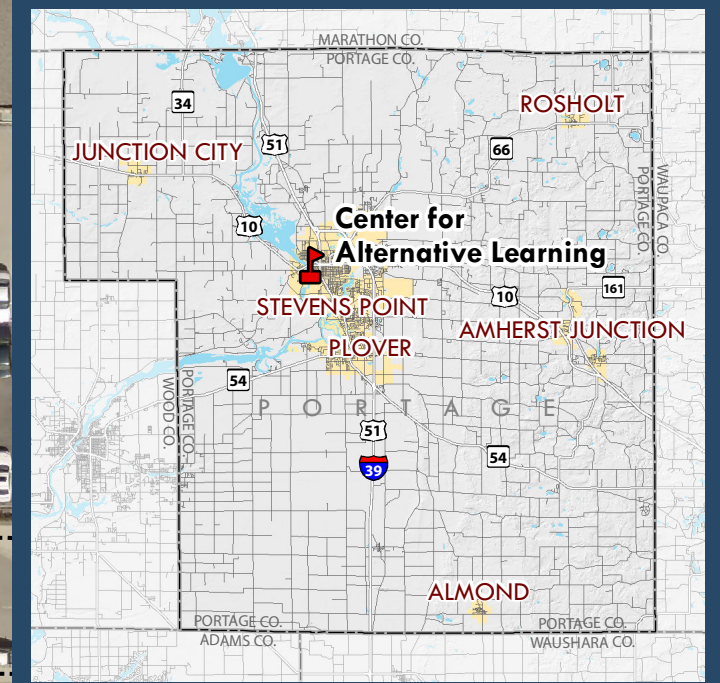 MARATHON CO.
PORTAGE CO.
34
ROSHOLT
51
66
JUNCTION CITY
WAUPACA CO.
PORTAGE CO.
10
Center for
Alternative Learning
161
10
STEVENS POINT
AMHERST JUNCTION
PLOVER
54
PORTAGE CO.
WOOD CO.
PORTAGE
51
39
54
ALMOND
PORTAGE CO.
ADAMS CO.
PORTAGE CO.
WAUSHARA CO.